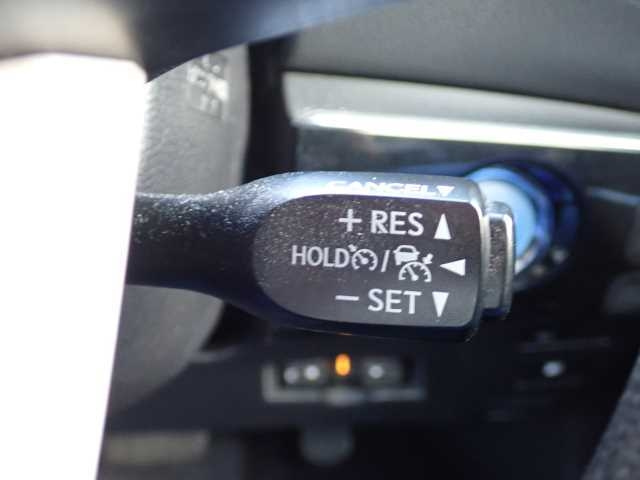 CANCEL▼
+ RES ▲
HOLD / ◄
− SET ▼